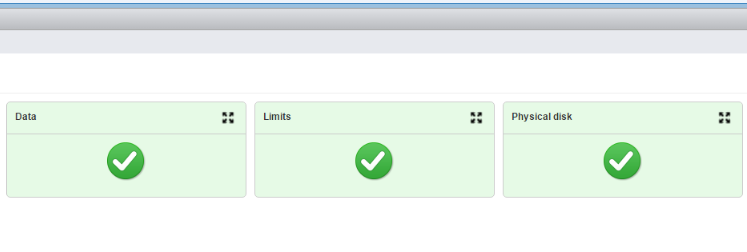 Data
Limits
Physical disk